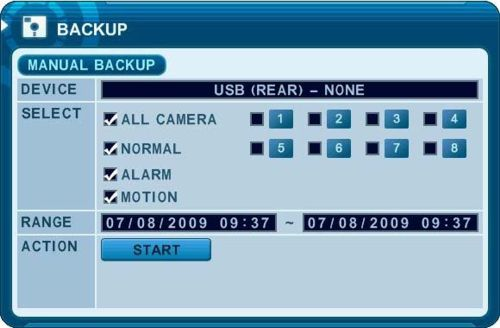 BACKUP
MANUAL BACKUP
DEVICE USB (REAR) – NONE
SELECT ALL CAMERA 1 2 3 4
NORMAL 5 6 7 8
ALARM
MOTION
RANGE 07/08/2009 09:37 ~ 07/08/2009 09:37
ACTION START